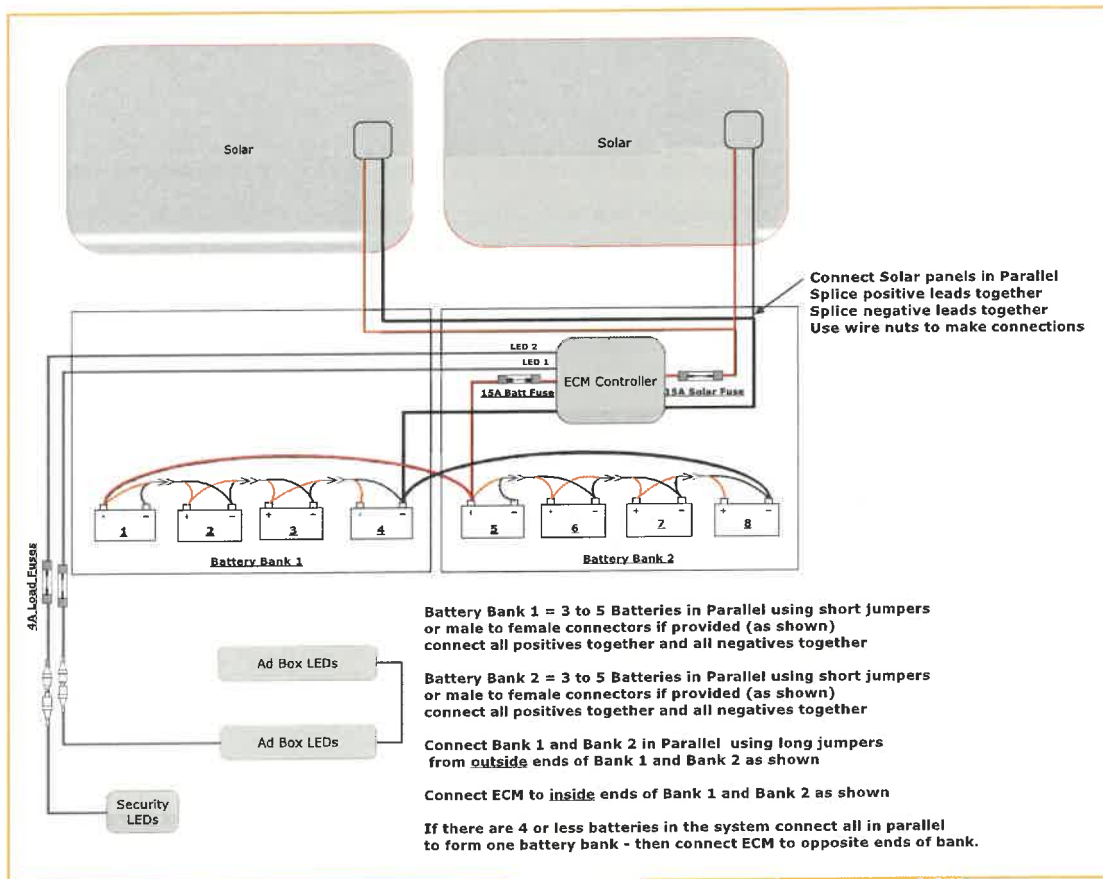 Solar
Solar
Connect Solar panels in Parallel
Splice positive leads together
Splice negative leads together
Use wire nuts to make connections
LED 2
LED 1
ECM Controller
15A Batt Fuse
15A Solar Fuse
+ −
1
+ −
2
+ −
3
+ −
4
+ −
5
+ −
6
+ −
7
+ −
8
Battery Bank 1
Battery Bank 2
4A Load Fuses
Battery Bank 1 = 3 to 5 Batteries in Parallel using short jumpers
or male to female connectors if provided (as shown)
connect all positives together and all negatives together
Battery Bank 2 = 3 to 5 Batteries in Parallel using short jumpers
or male to female connectors if provided (as shown)
connect all positives together and all negatives together
Connect Bank 1 and Bank 2 in Parallel using long jumpers
from outside ends of Bank 1 and Bank 2 as shown
Connect ECM to inside ends of Bank 1 and Bank 2 as shown
If there are 4 or less batteries in the system connect all in parallel
to form one battery bank - then connect ECM to opposite ends of bank.
Ad Box LEDs
Ad Box LEDs
Security
LEDs